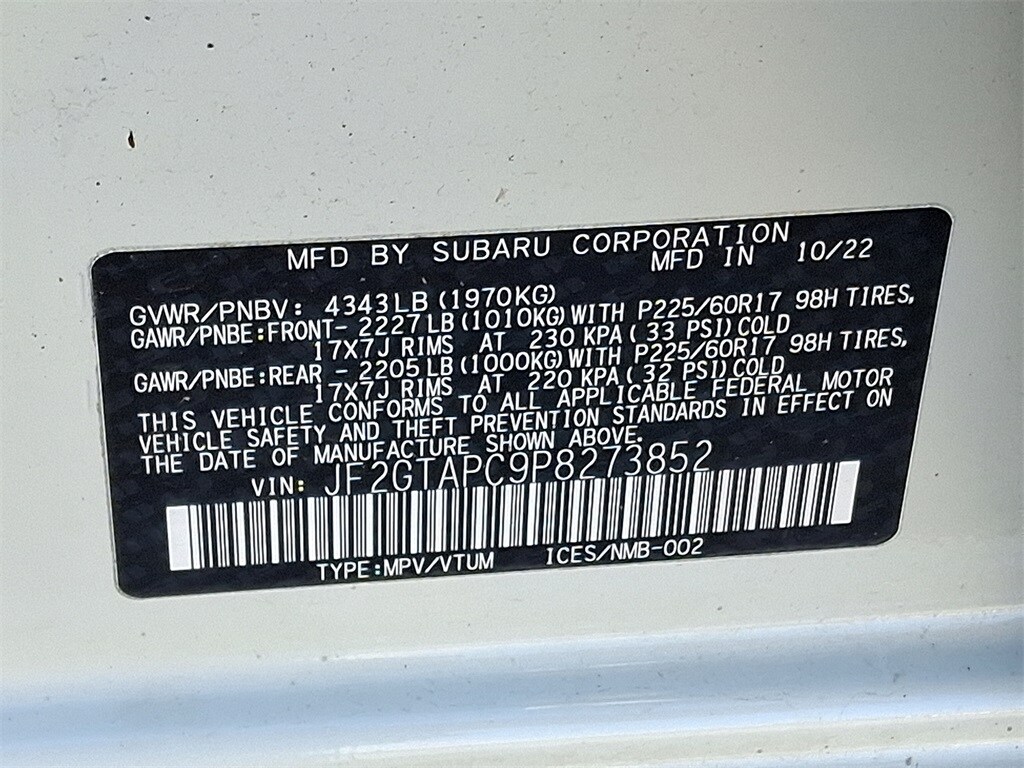 MFD BY SUBARU CORPORATION
MFD IN 10/22
GVWR/PNBV: 4343LB(1970KG)
GAWR/PNBE:FRONT- 2227LB(1010KG)WITH P225/60R17 98H TIRES,
17X7J RIMS AT 230 KPA(33 PSI)COLD
GAWR/PNBE:REAR - 2205LB(1000KG)WITH P225/60R17 98H TIRES,
17X7J RIMS AT 220 KPA(32 PSI)COLD
THIS VEHICLE CONFORMS TO ALL APPLICABLE FEDERAL MOTOR
VEHICLE SAFETY AND THEFT PREVENTION STANDARDS IN EFFECT ON
THE DATE OF MANUFACTURE SHOWN ABOVE.
VIN: JF2GTAPC9P8273852
TYPE:MPV/VTUM ICES/NMB-002